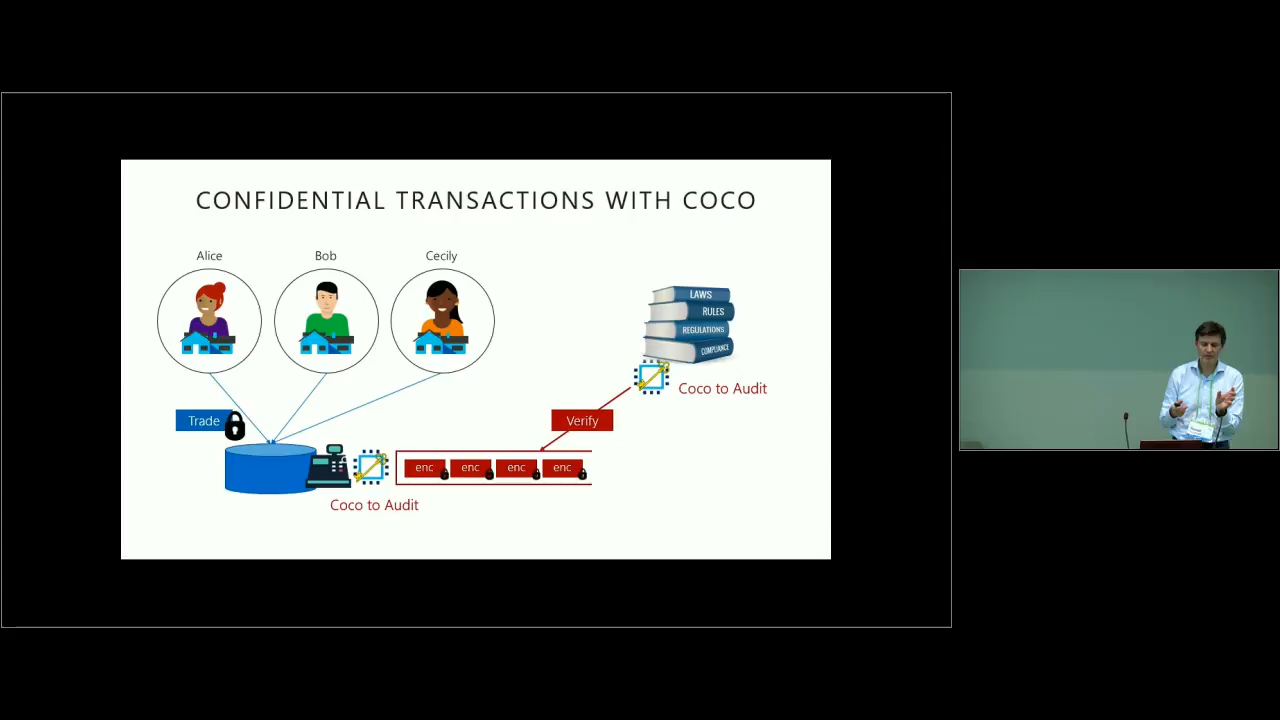 CONFIDENTIAL TRANSACTIONS WITH COCO
Alice
Bob
Cecily
LAWS
RULES
REGULATIONS
COMPLIANCE
Coco to Audit
Trade
Verify
enc
enc
enc
enc
Coco to Audit